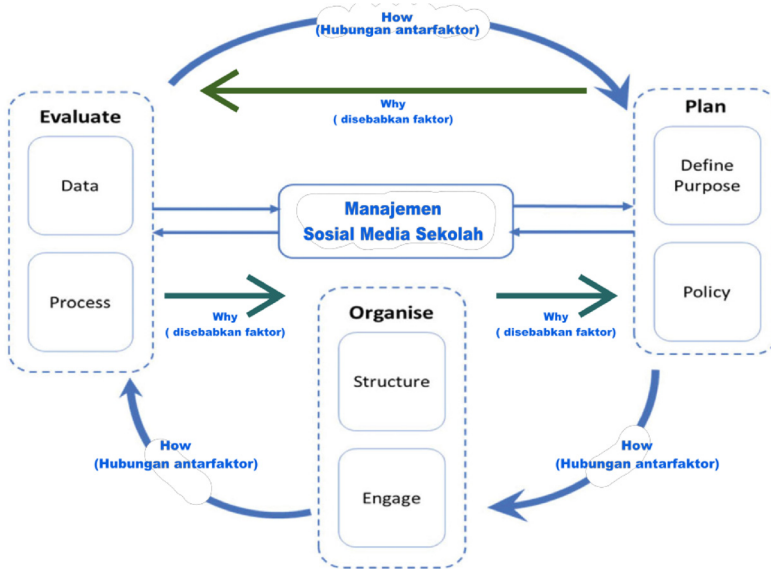 How
(Hubungan antarfaktor)
Why
( disebabkan faktor)
Evaluate
Data
Process
Manajemen
Sosial Media Sekolah
Plan
Define
Purpose
Policy
Why
( disebabkan faktor)
Organise
Structure
Engage
Why
( disebabkan faktor)
How
(Hubungan antarfaktor)
How
(Hubungan antarfaktor)